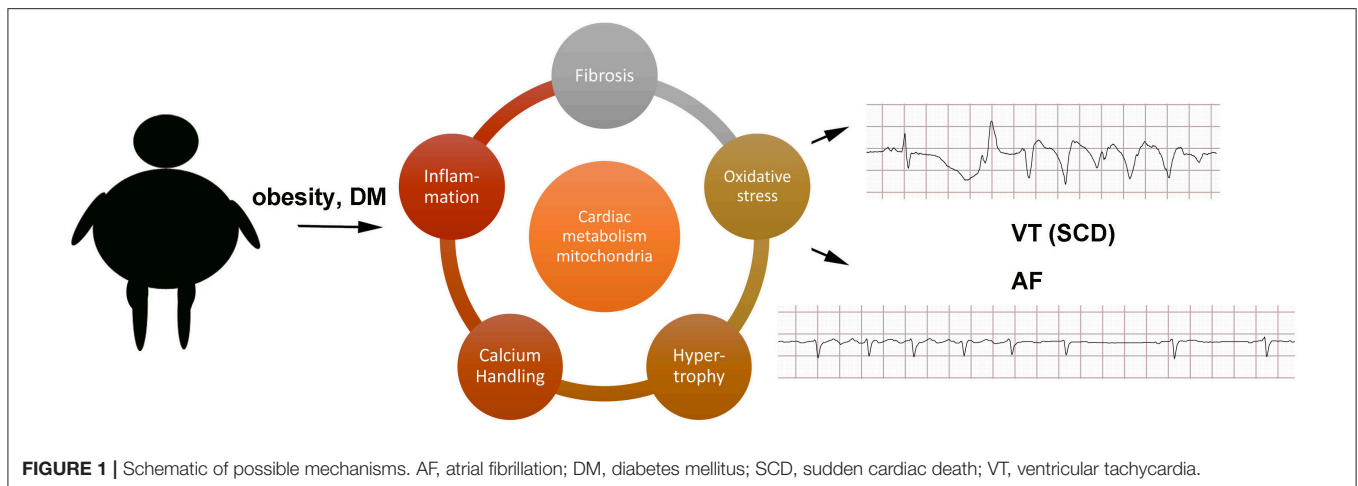 obesity, DM
Fibrosis
Inflam-
mation
Oxidative
stress
Cardiac
metabolism
mitochondria
Calcium
Handling
Hyper-
trophy
VT (SCD)
AF
FIGURE 1 | Schematic of possible mechanisms. AF, atrial fibrillation; DM, diabetes mellitus; SCD, sudden cardiac death; VT, ventricular tachycardia.